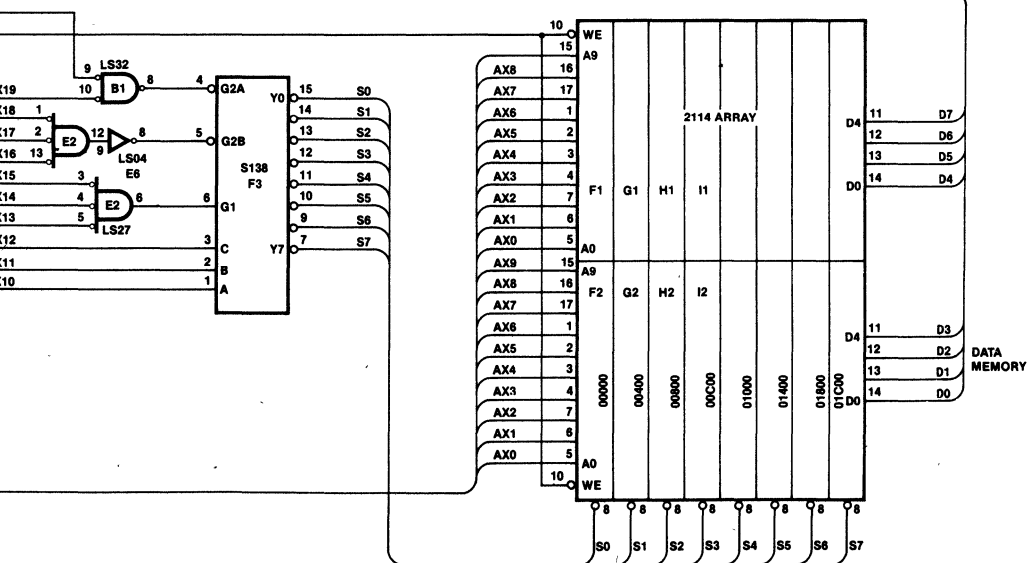 LS32
9
10
B1
8
4
G2A
X19
X18
1
X17
2
X16
13
E2
12
9
8
LS04
E6
5
G2B
X15
3
X14
4
X13
5
E2
6
LS27
6
G1
X12
3
C
X11
2
B
X10
1
A
S138
F3
Y0
15
S0
14
S1
13
S2
12
S3
11
S4
10
S5
9
S6
Y7
7
S7
10
WE
15
A9
AX8
16
AX7
17
AX6
1
AX5
2
AX4
3
AX3
4
AX2
7
AX1
6
AX0
5
A0
AX9
15
A9
AX8
16
AX7
17
AX6
1
AX5
2
AX4
3
AX3
4
AX2
7
AX1
6
AX0
5
A0
10
WE
2114 ARRAY
F1 G1 H1 I1
F2 G2 H2 I2
00000
00400
00800
00C00
01000
01400
01800
01C00
D4
11
D7
12
D6
13
D5
D0
14
D4
D4
11
D3
12
D2
13
D1
D0
14
D0
DATA
MEMORY
8 8 8 8 8 8 8 8
S0 S1 S2 S3 S4 S5 S6 S7